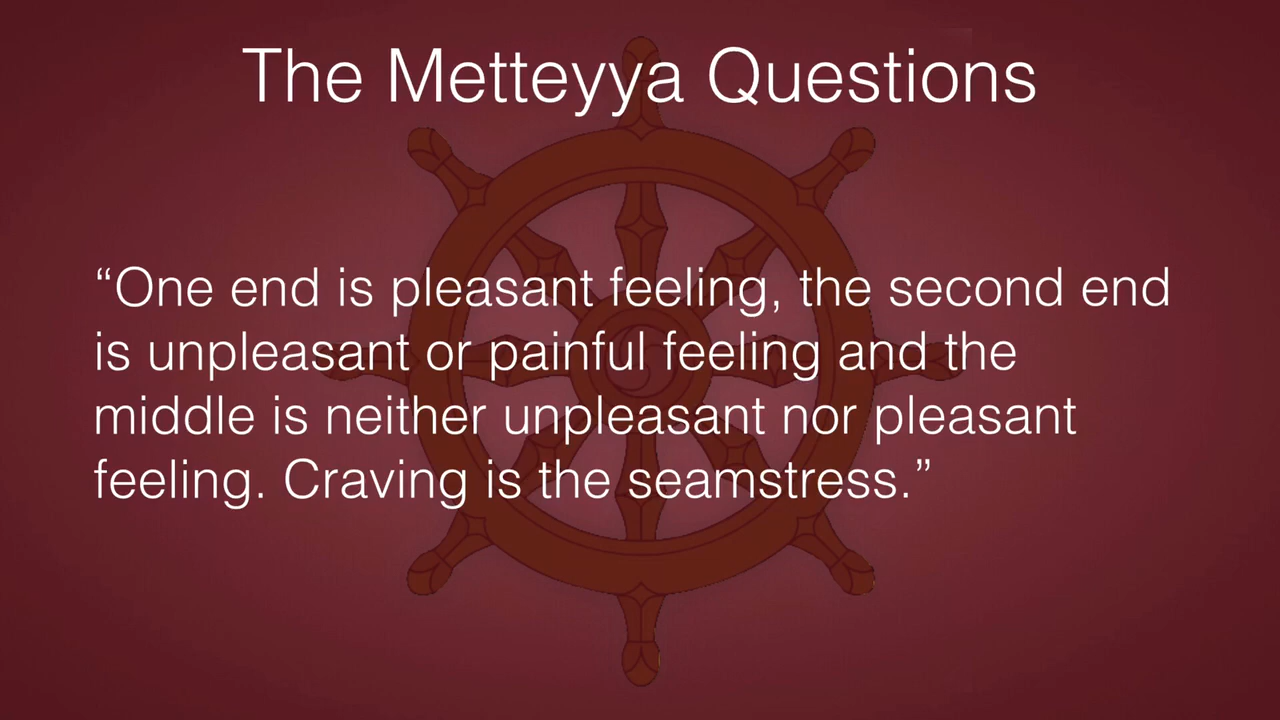 The Metteyya Questions
“One end is pleasant feeling, the second end
is unpleasant or painful feeling and the
middle is neither unpleasant nor pleasant
feeling. Craving is the seamstress.”